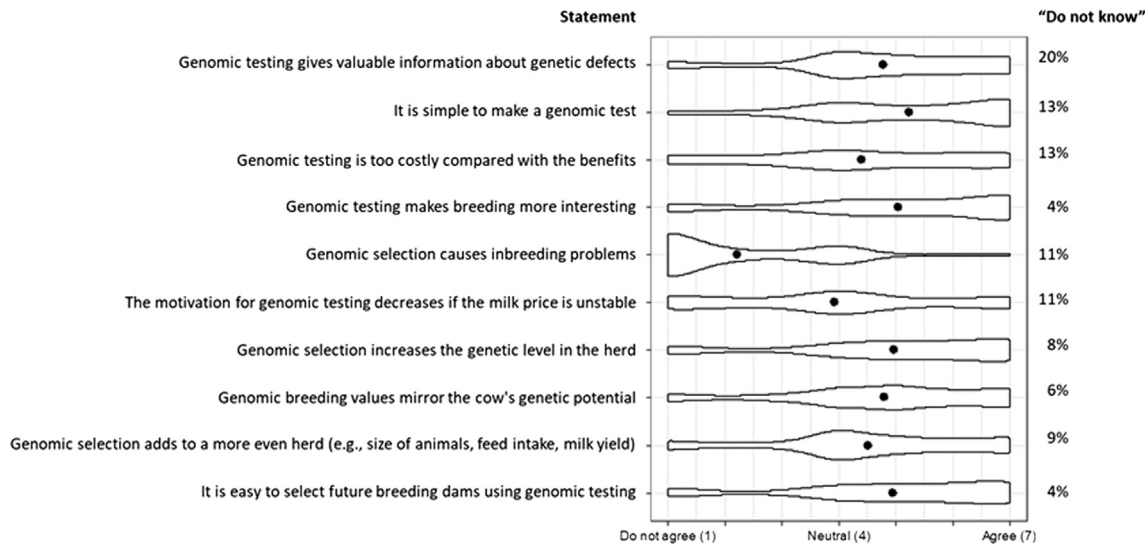 Statement “Do not know”
Genomic testing gives valuable information about genetic defects 20%
It is simple to make a genomic test 13%
Genomic testing is too costly compared with the benefits 13%
Genomic testing makes breeding more interesting 4%
Genomic selection causes inbreeding problems 11%
The motivation for genomic testing decreases if the milk price is unstable 11%
Genomic selection increases the genetic level in the herd 8%
Genomic breeding values mirror the cow's genetic potential 6%
Genomic selection adds to a more even herd (e.g., size of animals, feed intake, milk yield) 9%
It is easy to select future breeding dams using genomic testing 4%
Do not agree (1) Neutral (4) Agree (7)